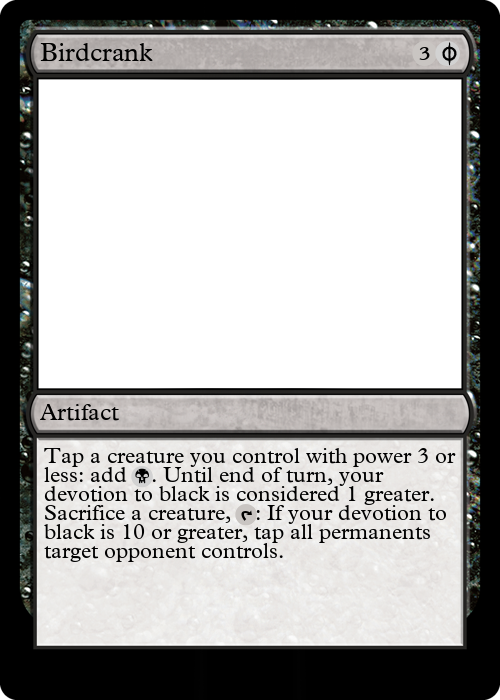 Birdcrank 3 ⌽
Artifact
Tap a creature you control with power 3 or
less: add 💀. Until end of turn, your
devotion to black is considered 1 greater.
Sacrifice a creature, ⤵: If your devotion to
black is 10 or greater, tap all permanents
target opponent controls.